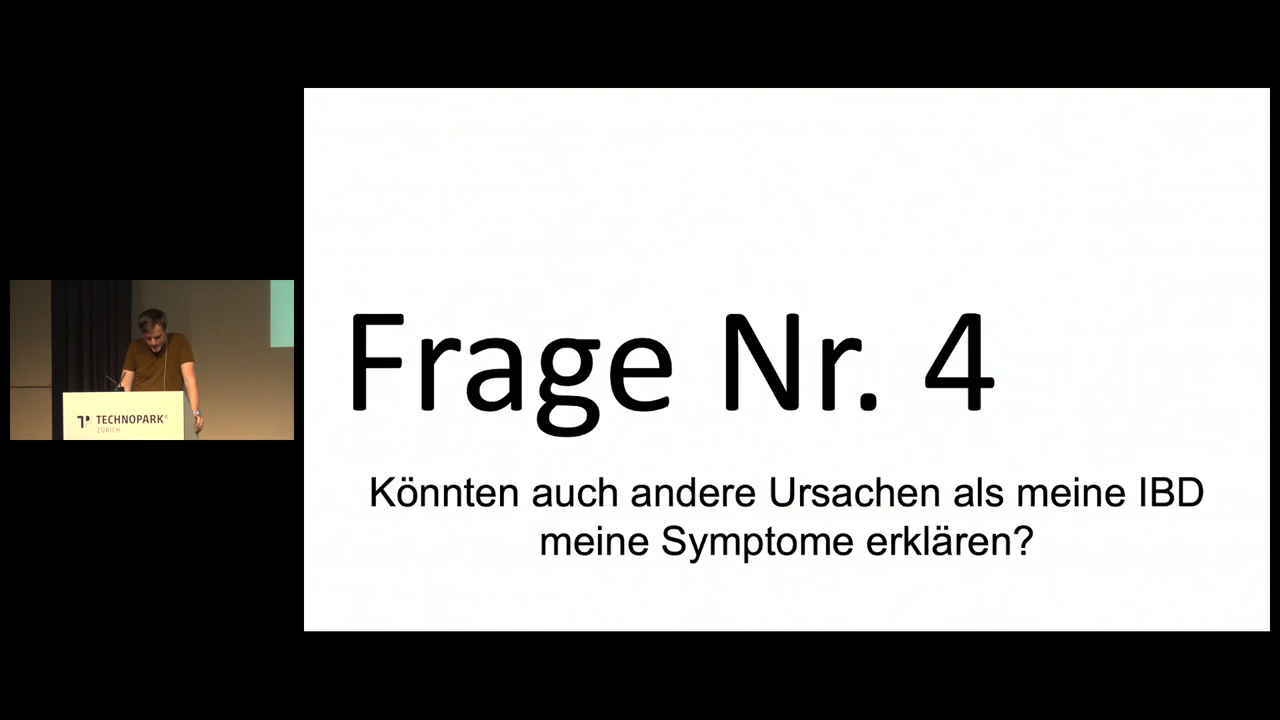 TECHNOPARK®
ZÜRICH
Frage Nr. 4
Könnten auch andere Ursachen als meine IBD
meine Symptome erklären?